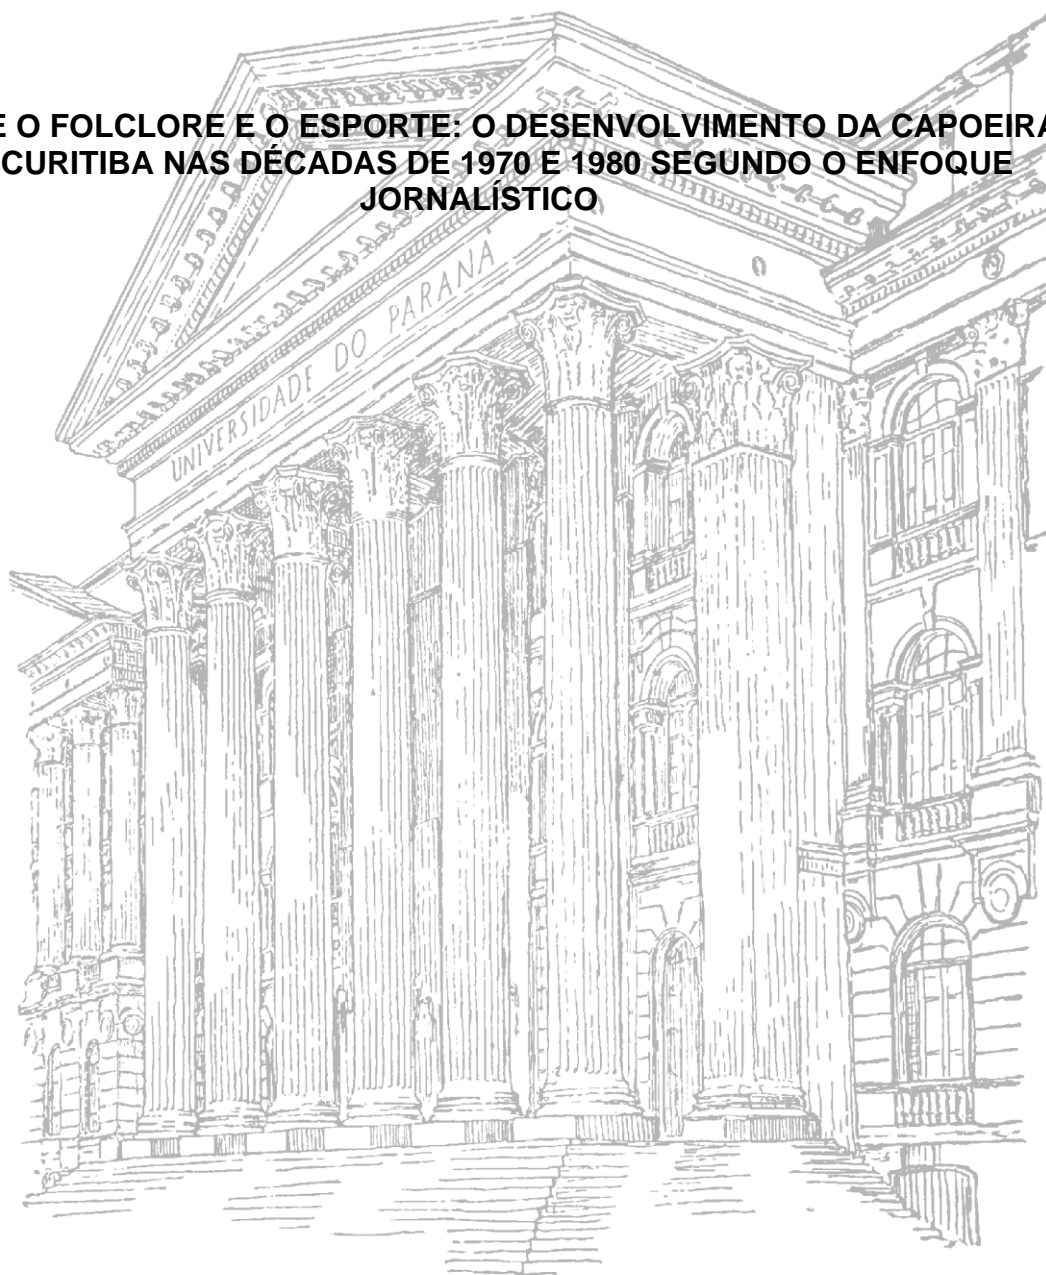 E O FOLCLORE E O ESPORTE: O DESENVOLVIMENTO DA CAPOEIRA
CURITIBA NAS DÉCADAS DE 1970 E 1980 SEGUNDO O ENFOQUE
JORNALÍSTICO
UNIVERSIDADE DO PARANA